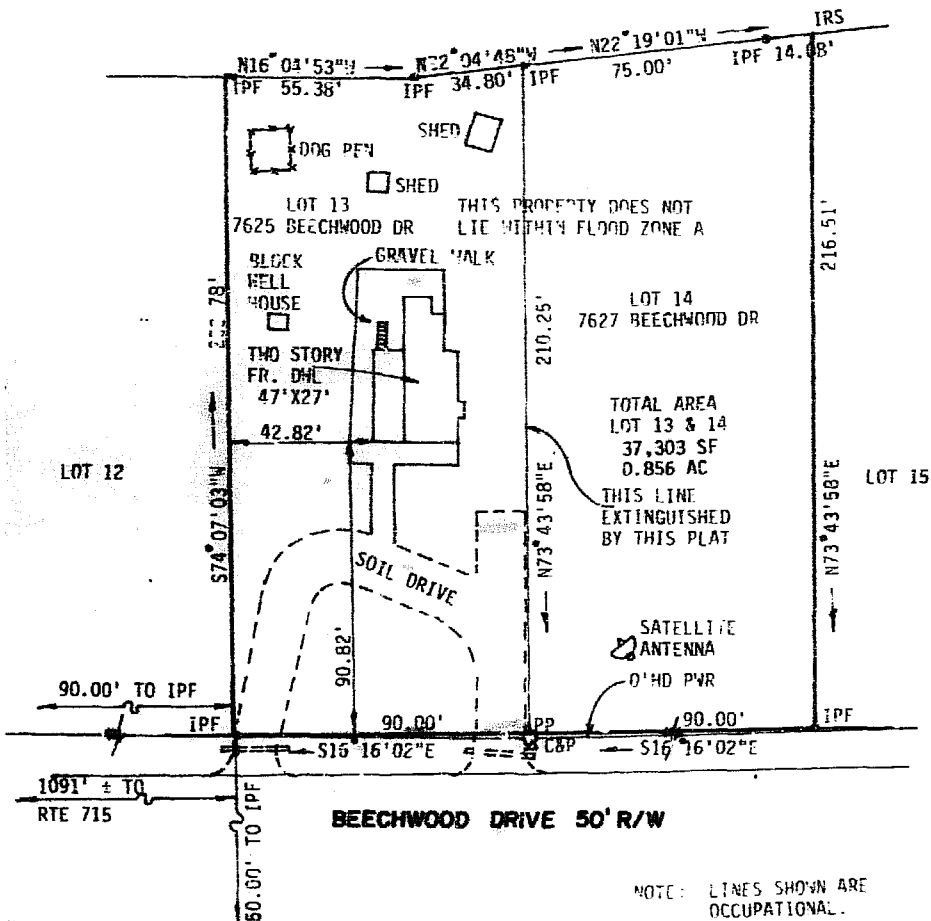 IRS
N16°04'53"W
N22°04'48"W
N22°19'01"W
IPF 55.38'
34.80'
IPF
75.00'
IPF 14.08'
SHED
DOG PEN
SHED
LOT 13
7625 BEECHWOOD DR
THIS PROPERTY DOES NOT
LIE WITHIN FLOOD ZONE A
216.51'
GRAVEL WALK
BLOCK
WELL
HOUSE
78'
210.25'
LOT 14
7627 BEECHWOOD DR
TWO STORY
FR. DWL
47'X27'
42.82'
TOTAL AREA
LOT 13 & 14
37,303 SF
0.856 AC
LOT 12
LOT 15
S74°07'03"W
N73°43'58"E
THIS LINE
EXTINGUISHED
BY THIS PLAT
N73°43'58"E
SOIL DRIVE
90.82'
SATELLITE
ANTENNA
O'HD PWR
90.00' TO IPF
IPF
90.00'
PP
90.00'
IPF
S16°16'02"E
C&P
S16°16'02"E
1091' ± TO
RTE 715
BEECHWOOD DRIVE 50' R/W
60.00' TO IPF
NOTE: LINES SHOWN ARE
OCCUPATIONAL.